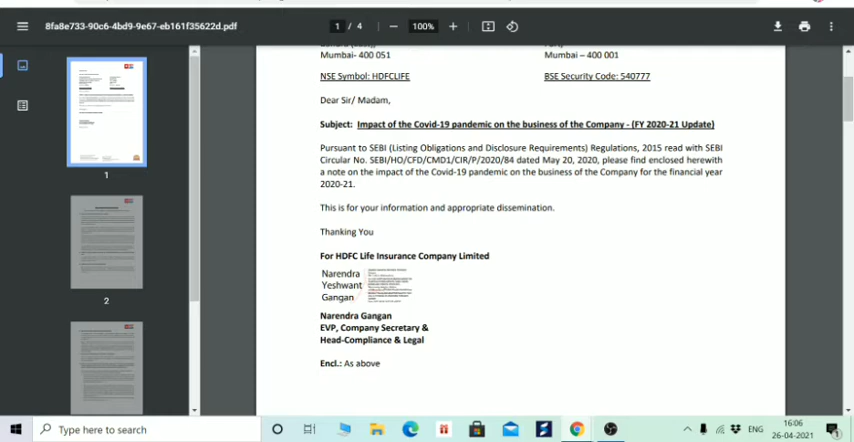 8fa8e733-90c6-4bd9-9e67-eb161f35622d.pdf
1 / 4
100%
Mumbai- 400 051
Mumbai – 400 001
NSE Symbol: HDFCLIFE
BSE Security Code: 540777
Dear Sir/ Madam,
Subject: Impact of the Covid-19 pandemic on the business of the Company - (FY 2020-21 Update)
Pursuant to SEBI (Listing Obligations and Disclosure Requirements) Regulations, 2015 read with SEBI
Circular No. SEBI/HO/CFD/CMD1/CIR/P/2020/84 dated May 20, 2020, please find enclosed herewith
a note on the impact of the Covid-19 pandemic on the business of the Company for the financial year
2020-21.
This is for your information and appropriate dissemination.
Thanking You
For HDFC Life Insurance Company Limited
Narendra
Yeshwant
Gangan
Narendra Gangan
EVP, Company Secretary &
Head-Compliance & Legal
Encl.: As above
1
2
Type here to search
ENG
16:06
26-04-2021